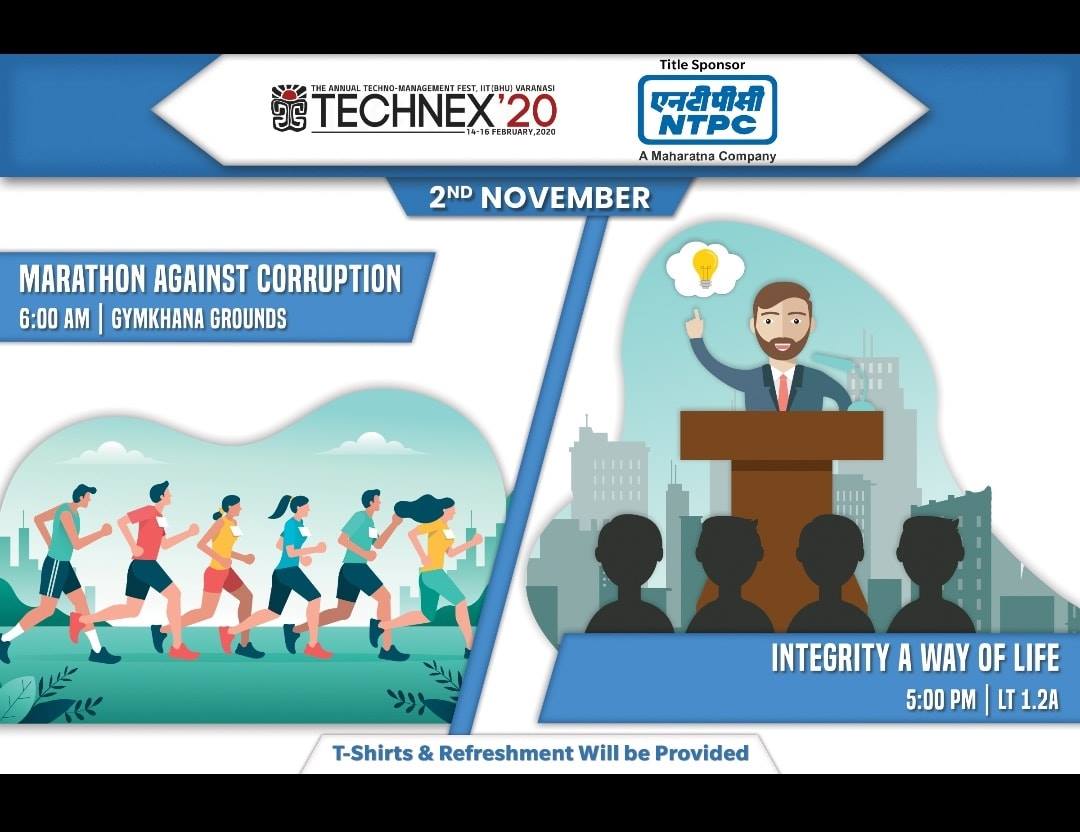 THE ANNUAL TECHNO-MANAGEMENT FEST, IIT(BHU) VARANASI
TECHNEX'20
14-16 FEBRUARY,2020
Title Sponsor
एनटीपीसी
NTPC
A Maharatna Company
2ND NOVEMBER
MARATHON AGAINST CORRUPTION
6:00 AM | GYMKHANA GROUNDS
INTEGRITY A WAY OF LIFE
5:00 PM | LT 1.2A
T-Shirts & Refreshment Will be Provided